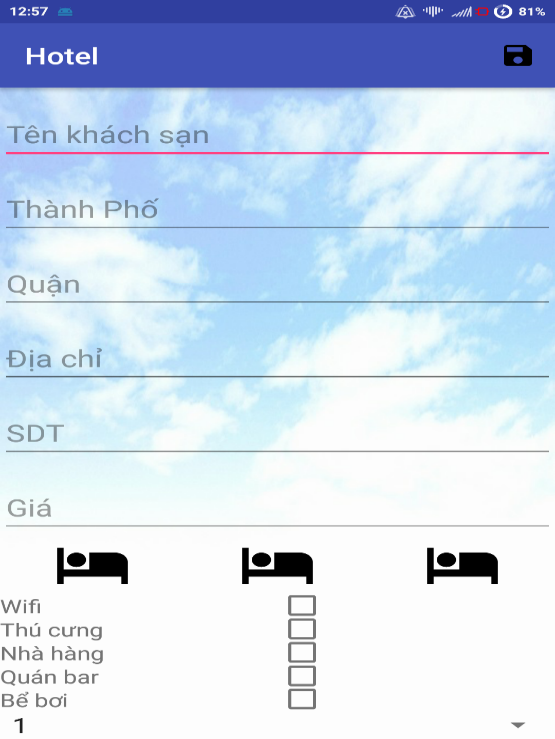 12:57 81%
Hotel
Tên khách sạn
Thành Phố
Quận
Địa chỉ
SDT
Giá
Wifi
Thú cưng
Nhà hàng
Quán bar
Bể bơi
1